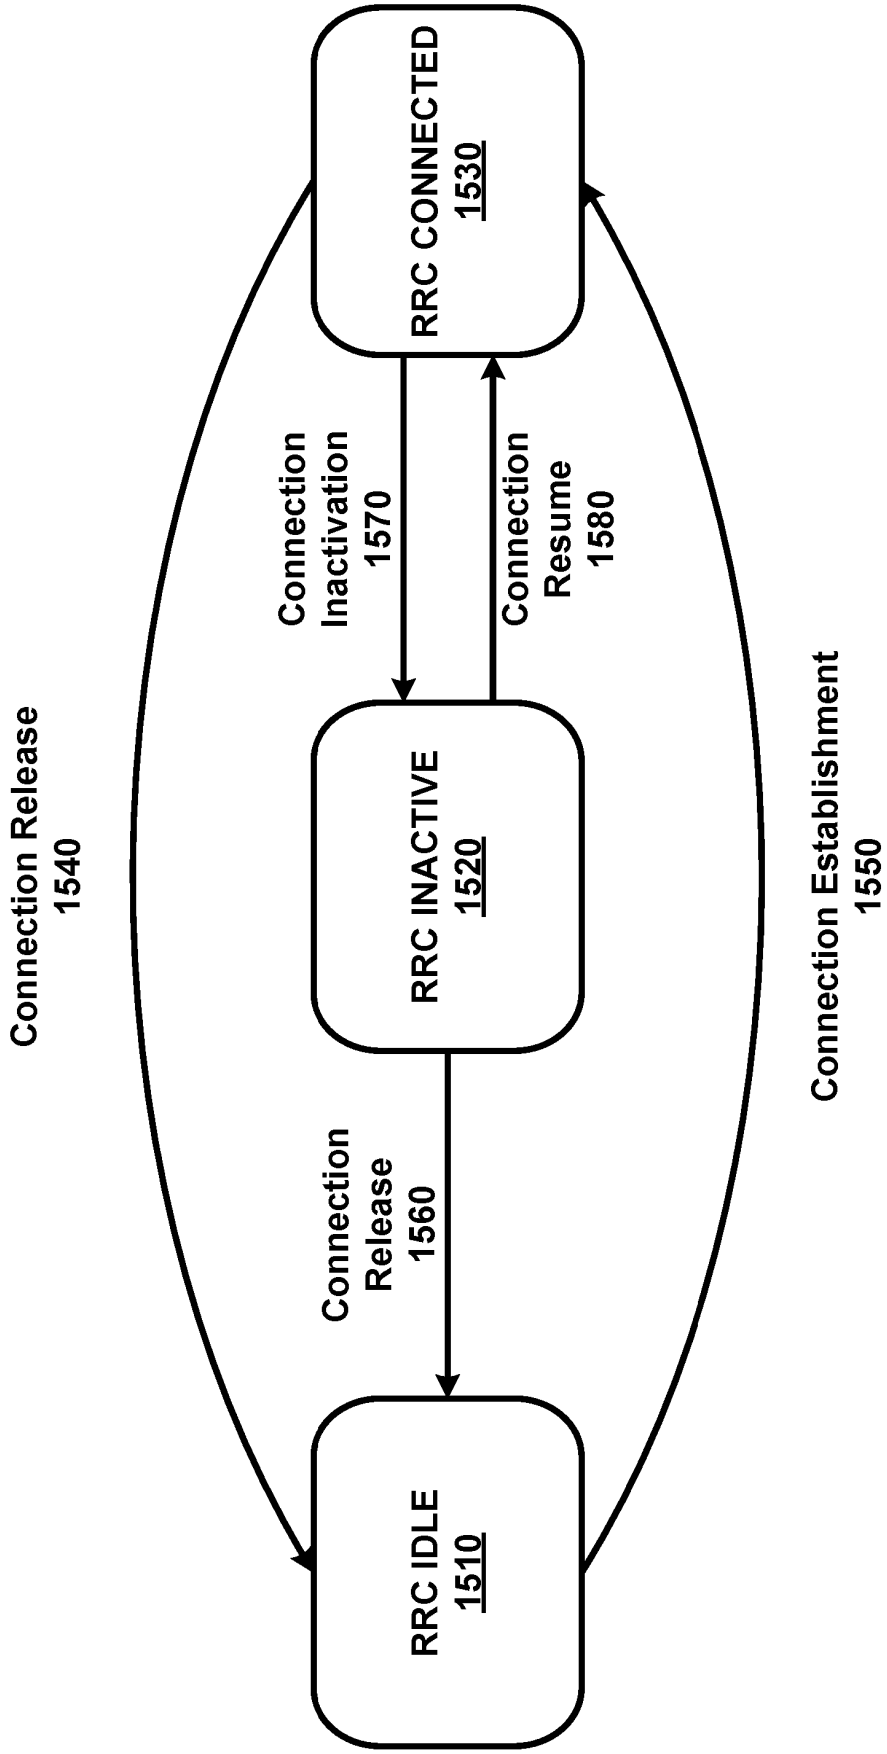 Connection Release
1540
RRC IDLE
1510
Connection
Release
1560
RRC INACTIVE
1520
Connection
Inactivation
1570
Connection
Resume
1580
RRC CONNECTED
1530
Connection Establishment
1550